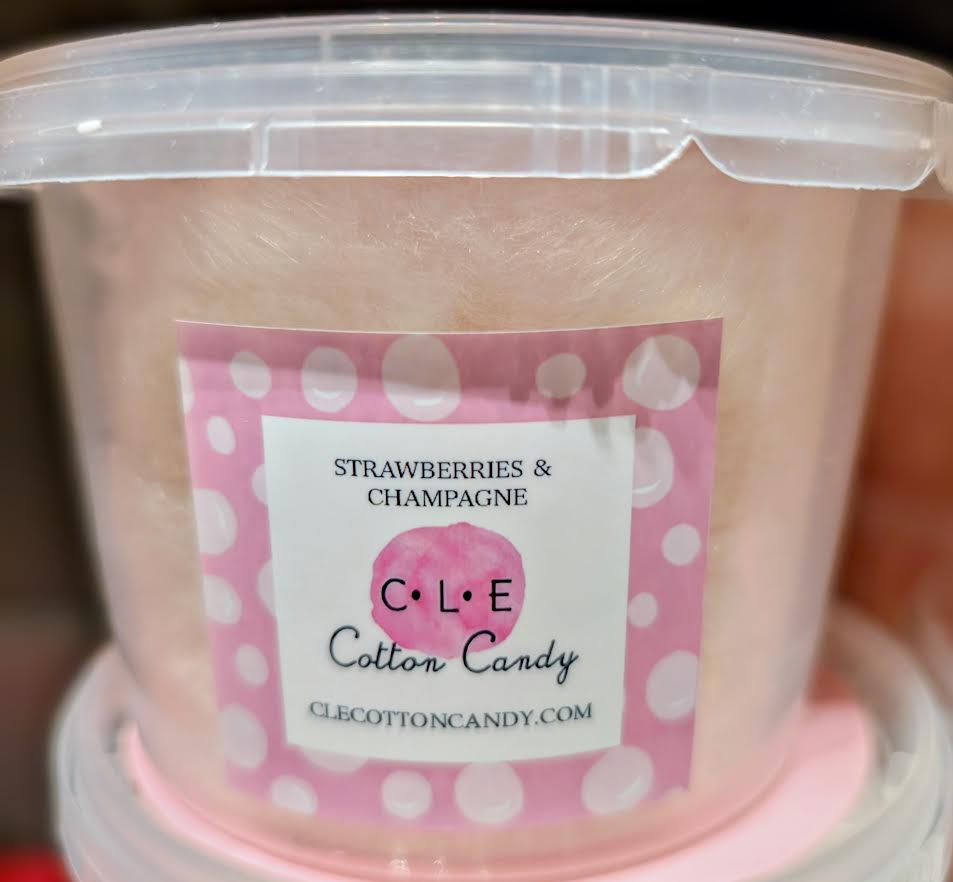 STRAWBERRIES &
CHAMPAGNE
C•L•E
Cotton Candy
CLECOTTONCANDY.COM